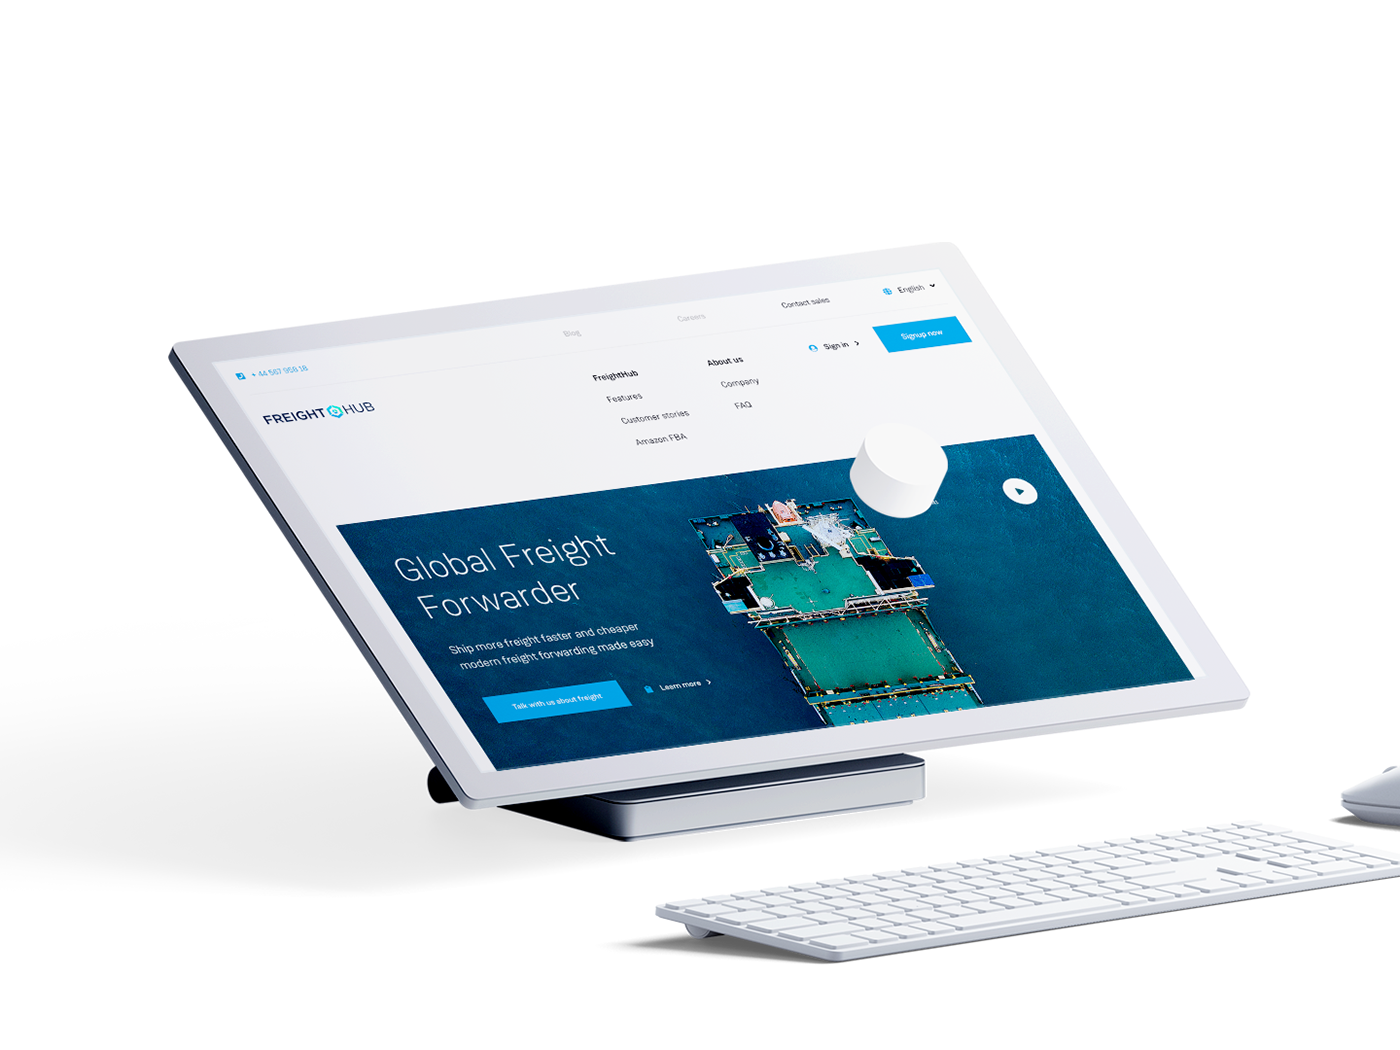 Blog
Careers
Contact sales
English
+ 44 567 958 18
FREIGHT HUB
FreightHub
Features
Customer stories
Amazon FBA
About us
Company
FAQ
Sign in
Signup now
Global Freight
Forwarder
Ship more freight faster and cheaper
modern freight forwarding made easy
Talk with us about freight
Learn more